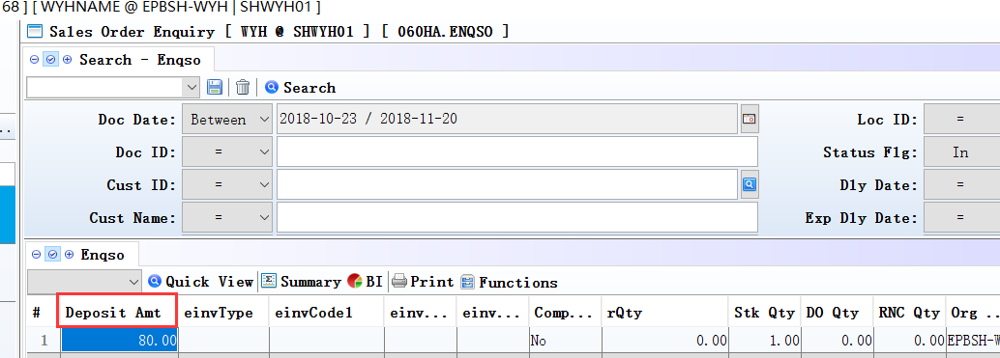 68 ] [ WYHNAME @ EPBSH-WYH | SHWYH01 ]
Sales Order Enquiry [ WYH @ SHWYH01 ] [ 060HA.ENQSO ]
Search - Enqso
Search
Doc Date: Between 2018-10-23 / 2018-11-20 Loc ID: =
Doc ID: = Status Flg: In
Cust ID: = Dly Date: =
Cust Name: = Exp Dly Date: =
Enqso
Quick View Summary BI Print Functions
# Deposit Amt einvType einvCode1 einv... einv... Comp... rQty Stk Qty DO Qty RNC Qty Org ..
1 80.00 No 0.00 1.00 0.00 0.00 EPBSH-W